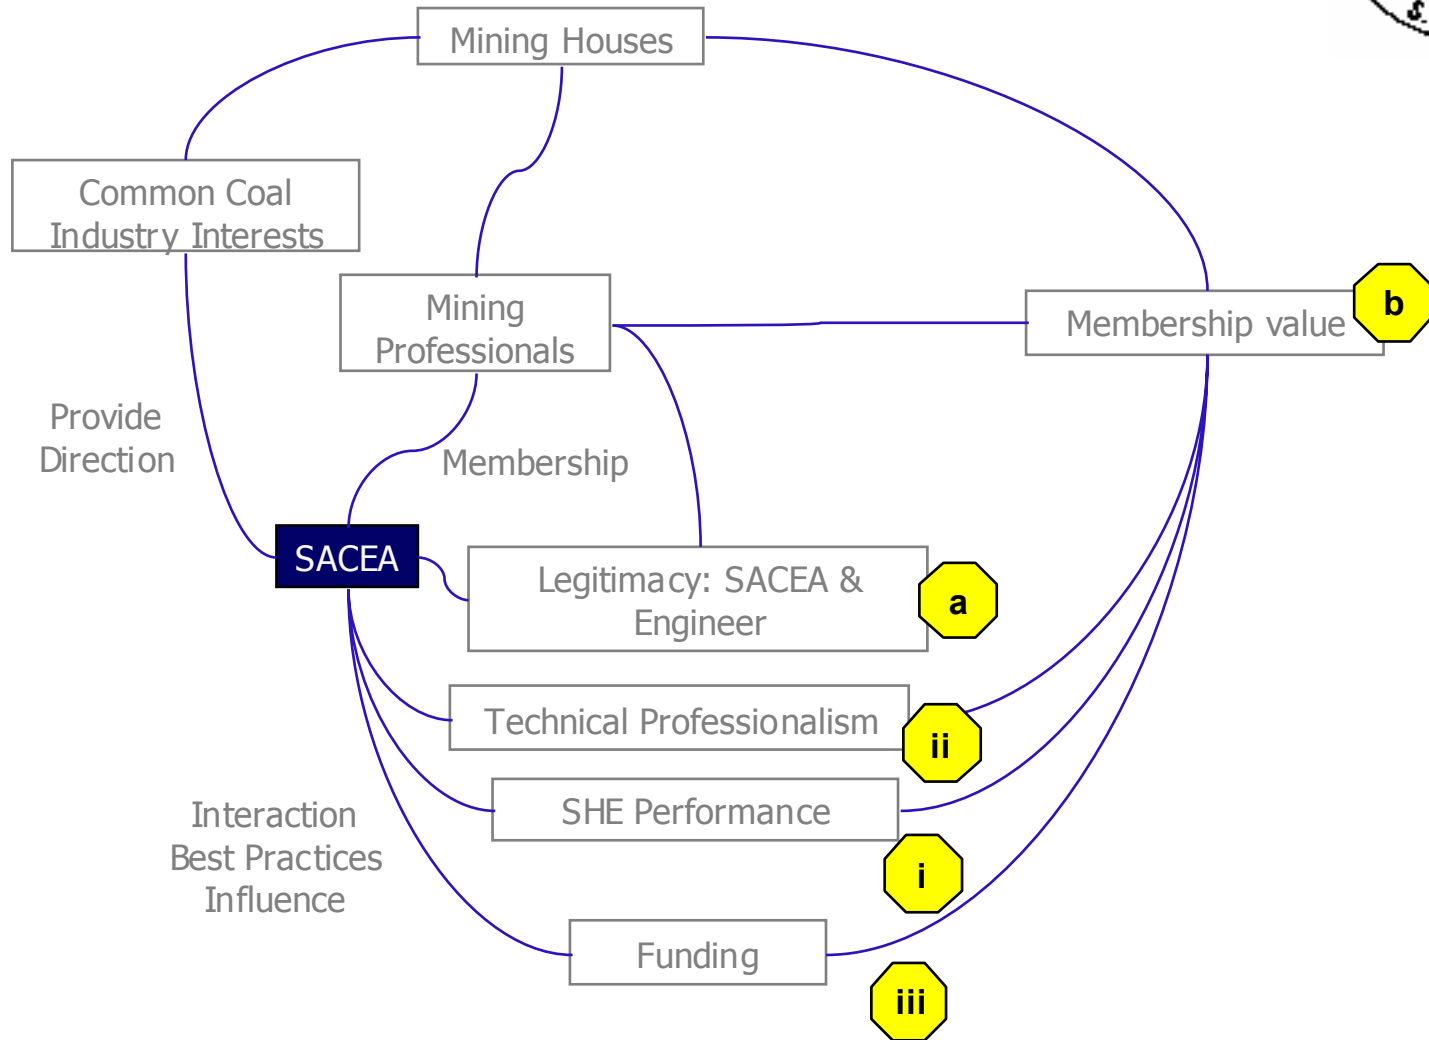 S.
Mining Houses
Common Coal
Industry Interests
Mining
Professionals
Membership value
b
Provide
Direction
Membership
SACEA
Legitimacy: SACEA &
Engineer
a
Technical Professionalism
ii
SHE Performance
i
Interaction
Best Practices
Influence
Funding
iii